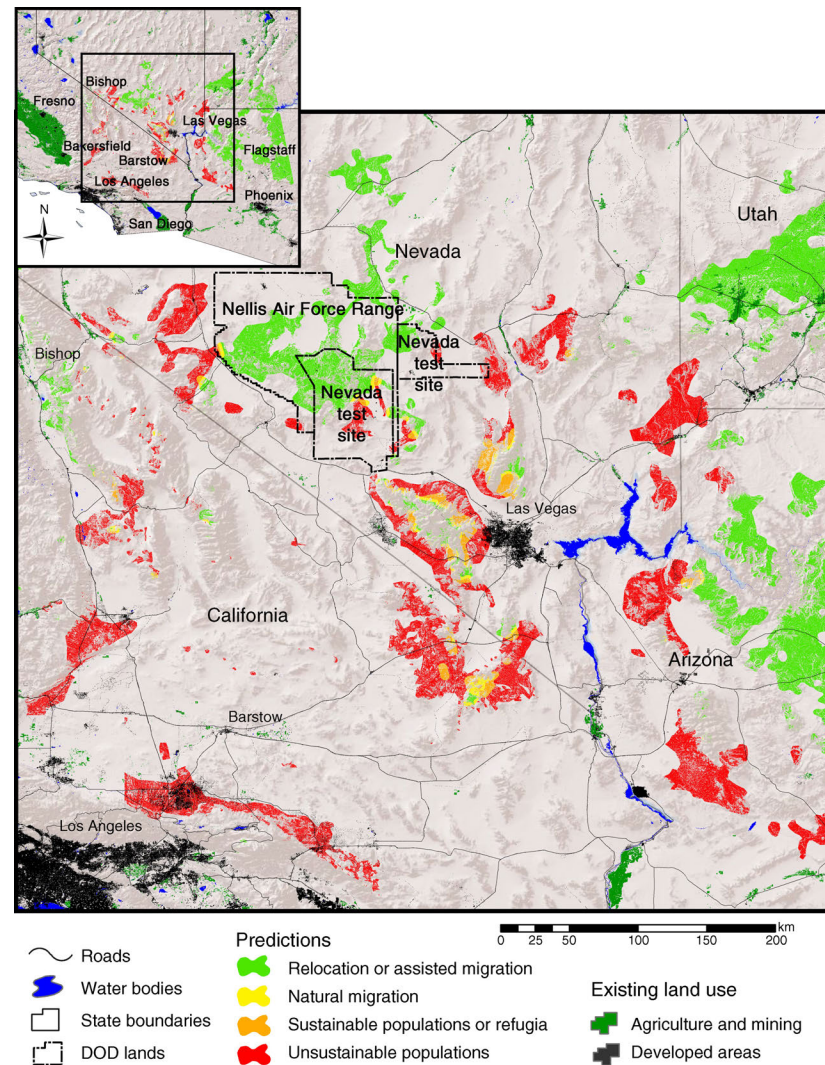 Bishop
Fresno
Las Vegas
Bakersfield
Barstow
Flagstaff
Los Angeles
Phoenix
N
San Diego
Utah
Nevada
Nellis Air Force Range
Bishop
Nevada
test
site
Nevada
test
site
Las Vegas
California
Arizona
Barstow
Los Angeles
km
0 25 50 100 150 200
Roads
Water bodies
State boundaries
DOD lands
Predictions
Relocation or assisted migration
Natural migration
Sustainable populations or refugia
Unsustainable populations
Existing land use
Agriculture and mining
Developed areas